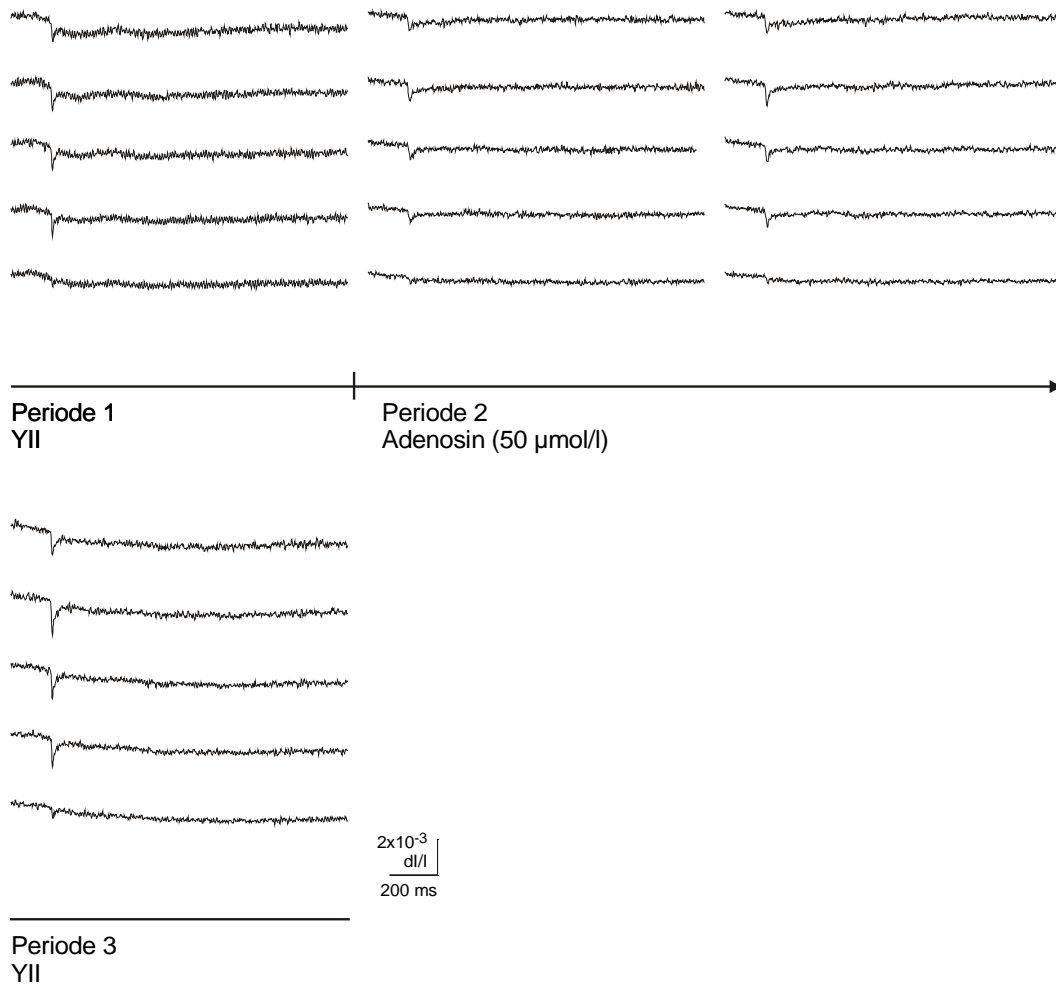 Periode 1
YII
Periode 2
Adenosin (50 µmol/l)
2x10⁻³
dI/I
200 ms
Periode 3
YII